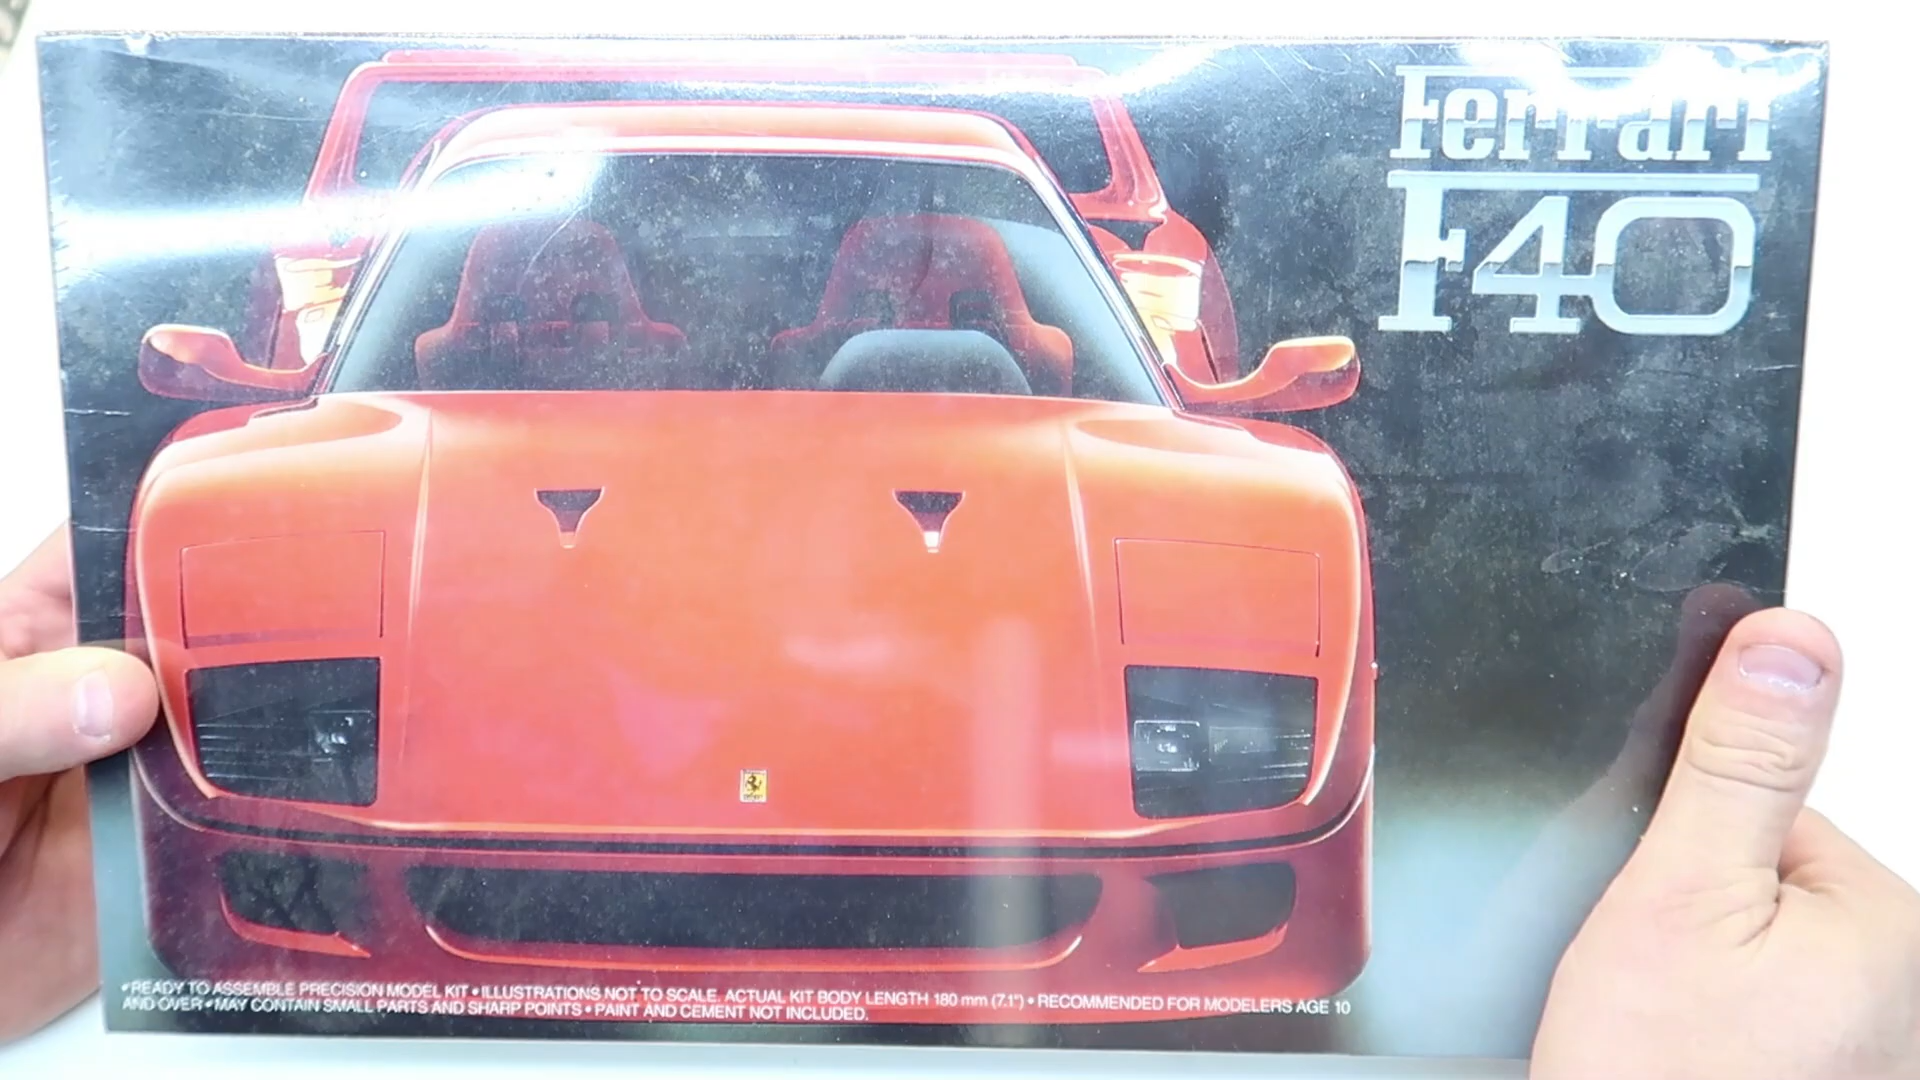 Ferrari
F40
• READY TO ASSEMBLE PRECISION MODEL KIT • ILLUSTRATIONS NOT TO SCALE. ACTUAL KIT BODY LENGTH 180 mm (7.1") • RECOMMENDED FOR MODELERS AGE 10
AND OVER • MAY CONTAIN SMALL PARTS AND SHARP POINTS • PAINT AND CEMENT NOT INCLUDED.